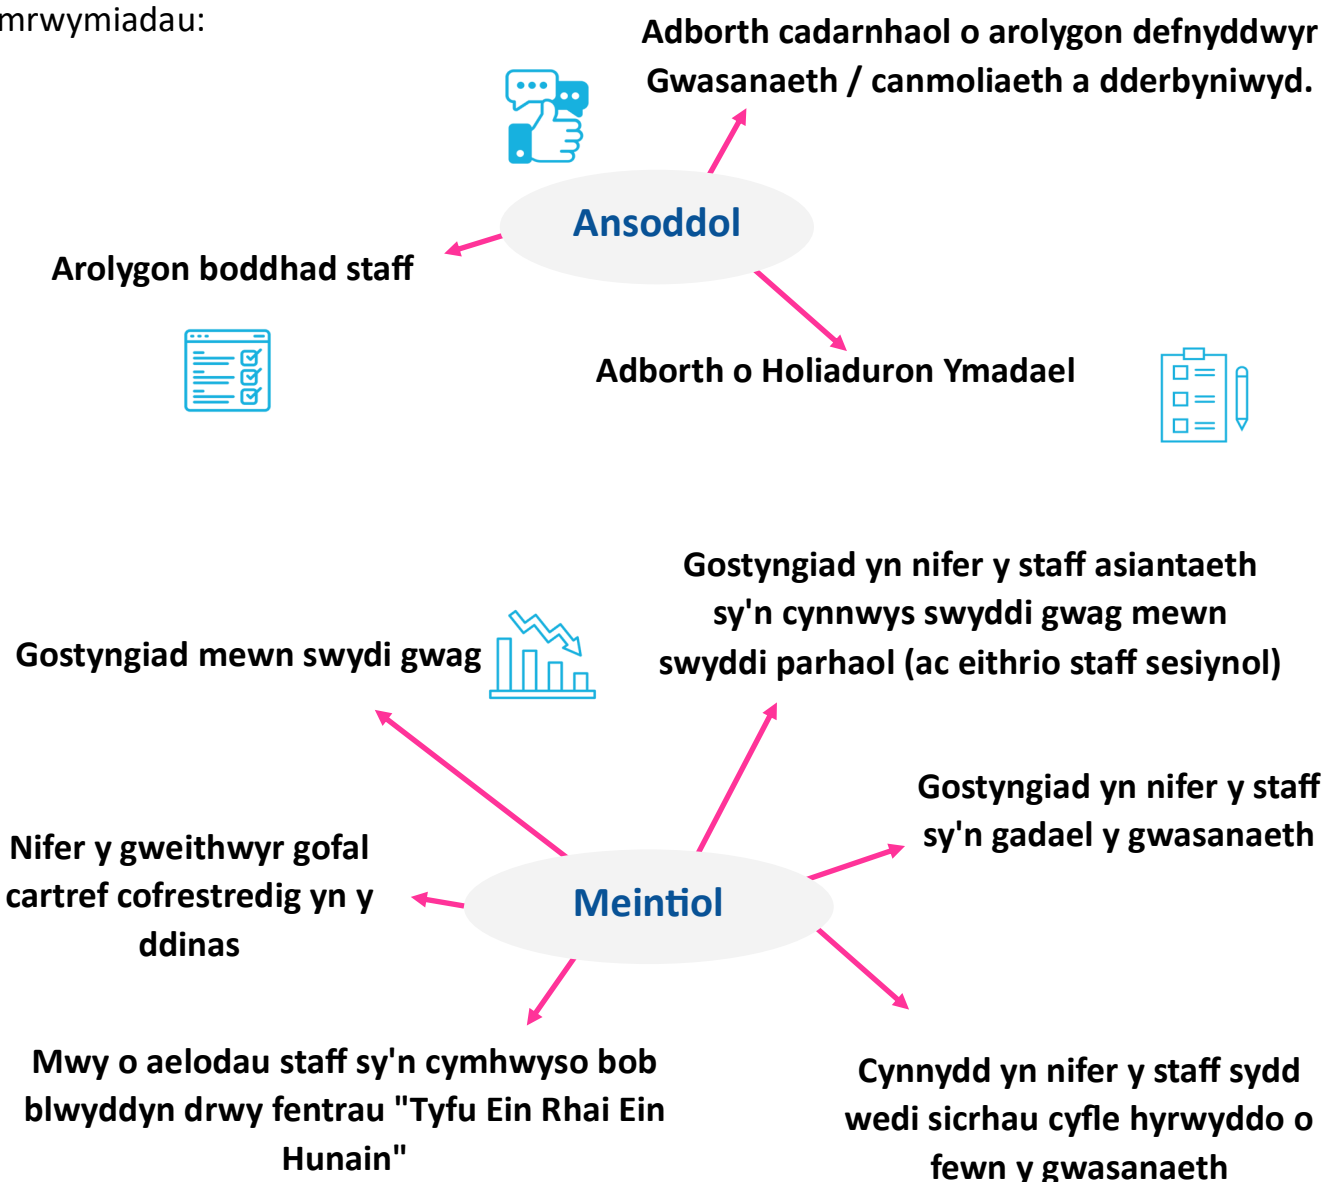 mrwymiadau:
Adborth cadarnhaol o arolygon defnyddwyr
Gwasanaeth / canmoliaeth a dderbyniwyd.
Ansoddol
Arolygon boddhad staff
Adborth o Holiaduron Ymadael
Gostyngiad yn nifer y staff asiantaeth
sy'n cynnwys swyddi gwag mewn
swyddi parhaol (ac eithrio staff sesiynol)
Gostyngiad mewn swydi gwag
Gostyngiad yn nifer y staff
sy'n gadael y gwasanaeth
Nifer y gweithwyr gofal
cartref cofrestredig yn y
ddinas
Meintiol
Mwy o aelodau staff sy'n cymhwyso bob
blwyddyn drwy fentrau "Tyfu Ein Rhai Ein
Hunain"
Cynnydd yn nifer y staff sydd
wedi sicrhau cyfle hyrwyddo o
fewn y gwasanaeth